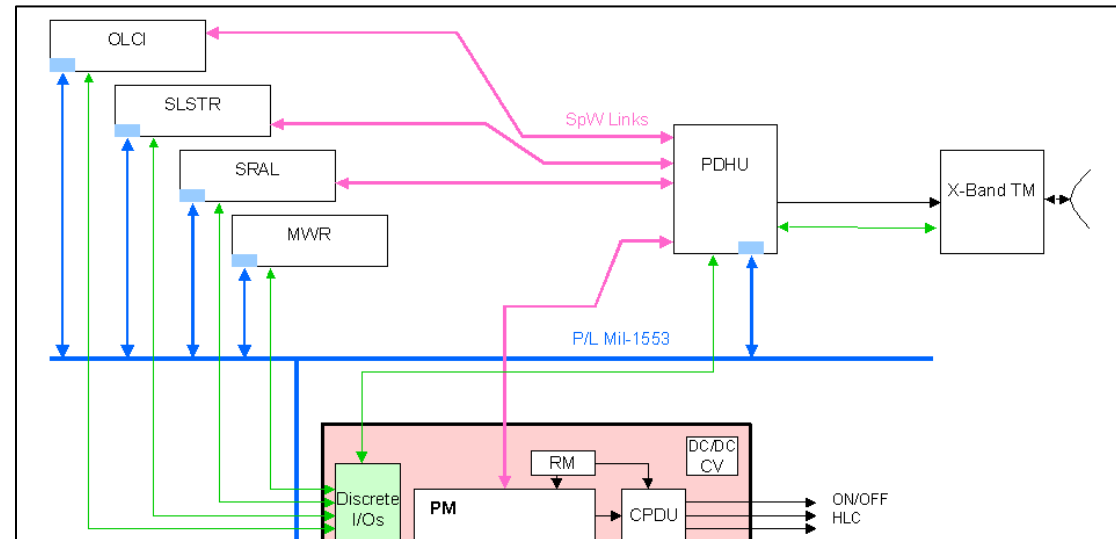 OLCI
SLSTR
SpW Links
SRAL
PDHU
X-Band TM
MWR
P/L Mil-1553
DC/DC
CV
RM
Discrete
I/Os
PM
CPDU
ON/OFF
HLC